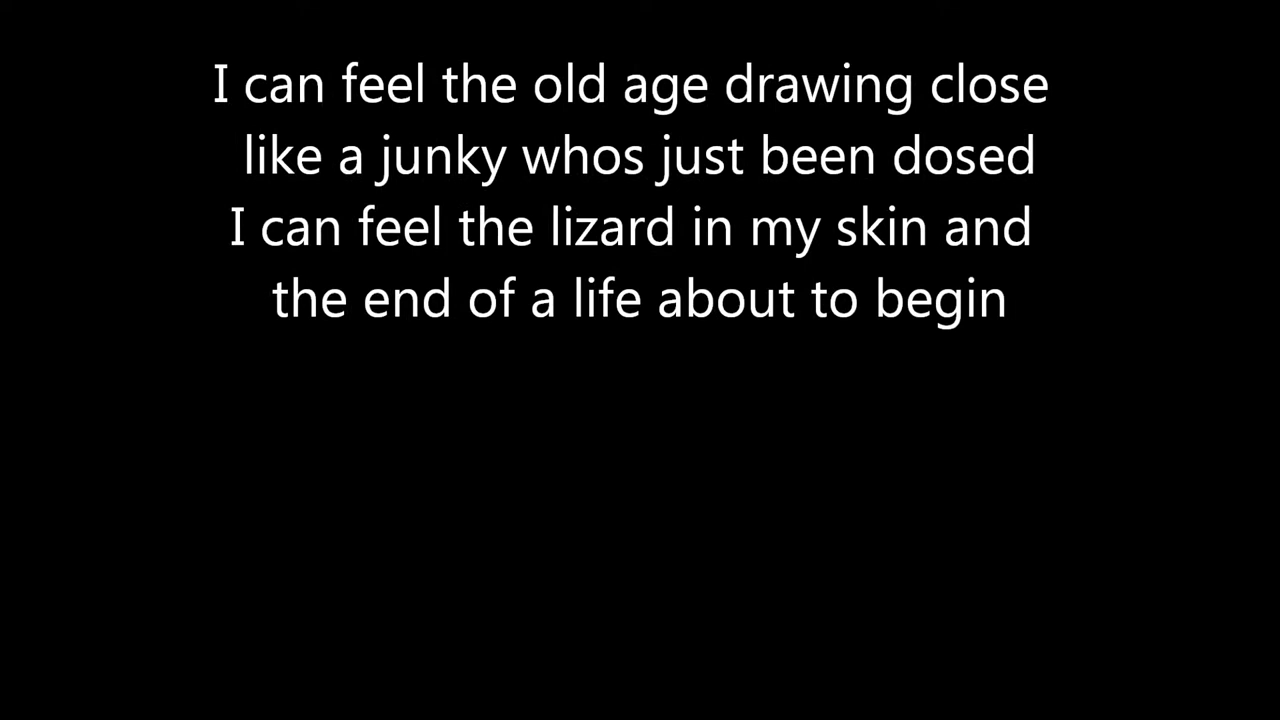 I can feel the old age drawing close
like a junky whos just been dosed
I can feel the lizard in my skin and
the end of a life about to begin